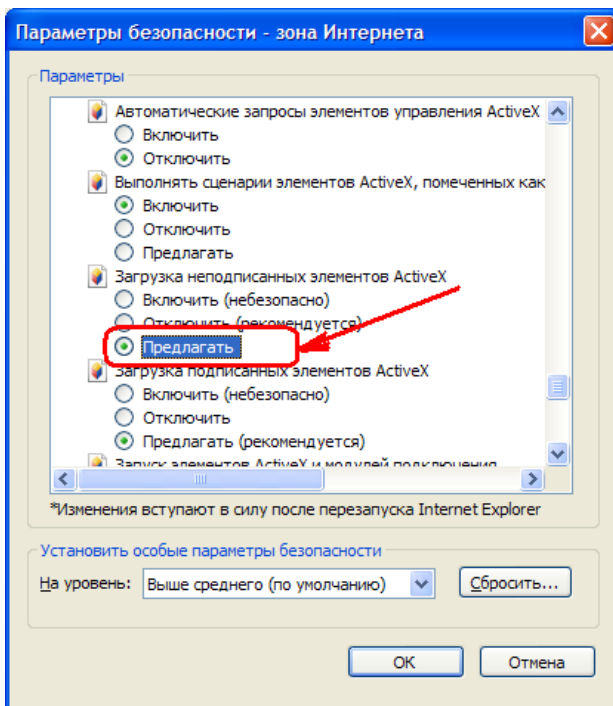 Параметры безопасности - зона Интернета
Параметры
Автоматические запросы элементов управления ActiveX
Включить
Отключить
Выполнять сценарии элементов ActiveX, помеченных как
Включить
Отключить
Предлагать
Загрузка неподписанных элементов ActiveX
Включить (небезопасно)
Отключить (рекомендуется)
Предлагать
Загрузка подписанных элементов ActiveX
Включить (небезопасно)
Отключить
Предлагать (рекомендуется)
Запуск элементов ActiveX и модулей подключения
*Изменения вступают в силу после перезапуска Internet Explorer
Установить особые параметры безопасности
На уровень: Выше среднего (по умолчанию) Сбросить...
ОК Отмена